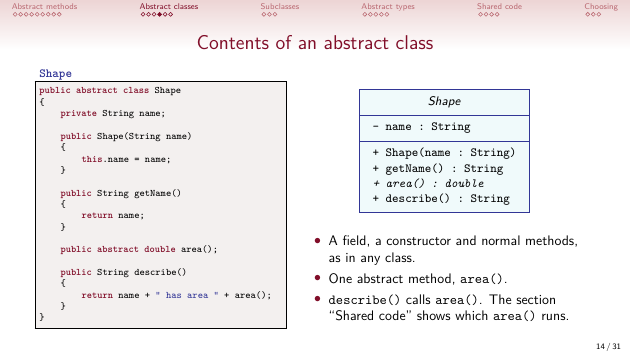 Abstract methods Abstract classes Subclasses Abstract types Shared code Choosing
Contents of an abstract class
Shape
public abstract class Shape
{
    private String name;

    public Shape(String name)
    {
        this.name = name;
    }

    public String getName()
    {
        return name;
    }

    public abstract double area();

    public String describe()
    {
        return name + " has area " + area();
    }
}
Shape
- name : String
+ Shape(name : String)
+ getName() : String
+ area() : double
+ describe() : String
• A field, a constructor and normal methods,
as in any class.
• One abstract method, area().
• describe() calls area(). The section
“Shared code” shows which area() runs.
14 / 31